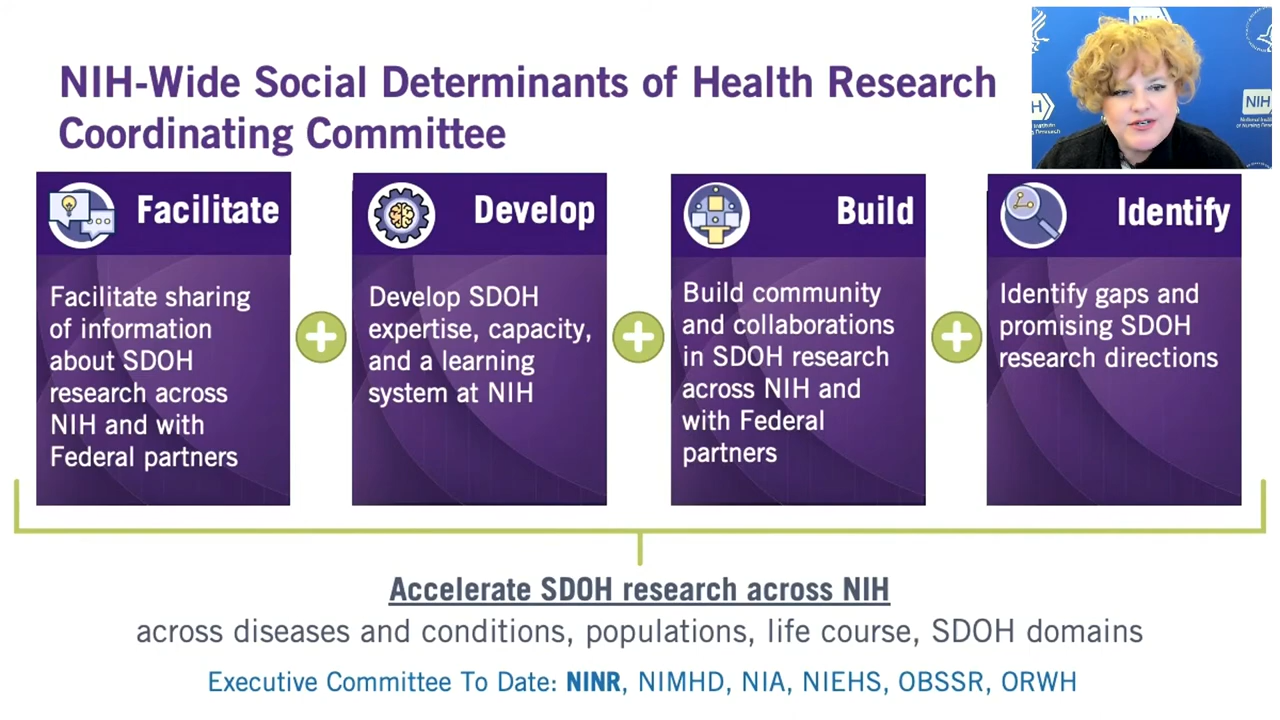 NIH-Wide Social Determinants of Health Research
Coordinating Committee
NIH
NIH
Facilitate
Facilitate sharing
of information
about SDOH
research across
NIH and with
Federal partners
Develop
Develop SDOH
expertise, capacity,
and a learning
system at NIH
Build
Build community
and collaborations
in SDOH research
across NIH and
with Federal
partners
Identify
Identify gaps and
promising SDOH
research directions
Accelerate SDOH research across NIH
across diseases and conditions, populations, life course, SDOH domains
Executive Committee To Date: NINR, NIMHD, NIA, NIEHS, OBSSR, ORWH